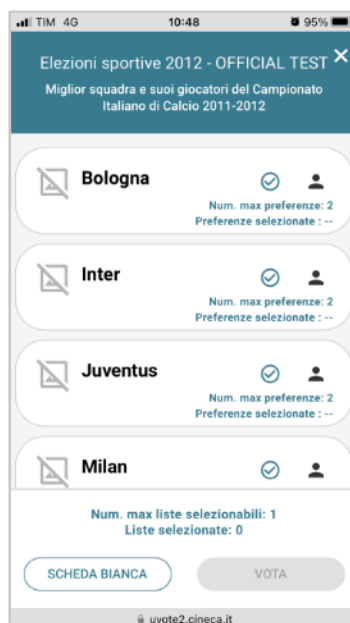 TIM 4G 10:48 95%
Elezioni sportive 2012 - OFFICIAL TEST
Miglior squadra e suoi giocatori del Campionato
Italiano di Calcio 2011-2012
Bologna
Num. max preferenze: 2
Preferenze selezionate : --
Inter
Num. max preferenze: 2
Preferenze selezionate : --
Juventus
Num. max preferenze: 2
Preferenze selezionate : --
Milan
Num. max liste selezionabili: 1
Liste selezionate: 0
SCHEDA BIANCA VOTA
uvote2.cineca.it